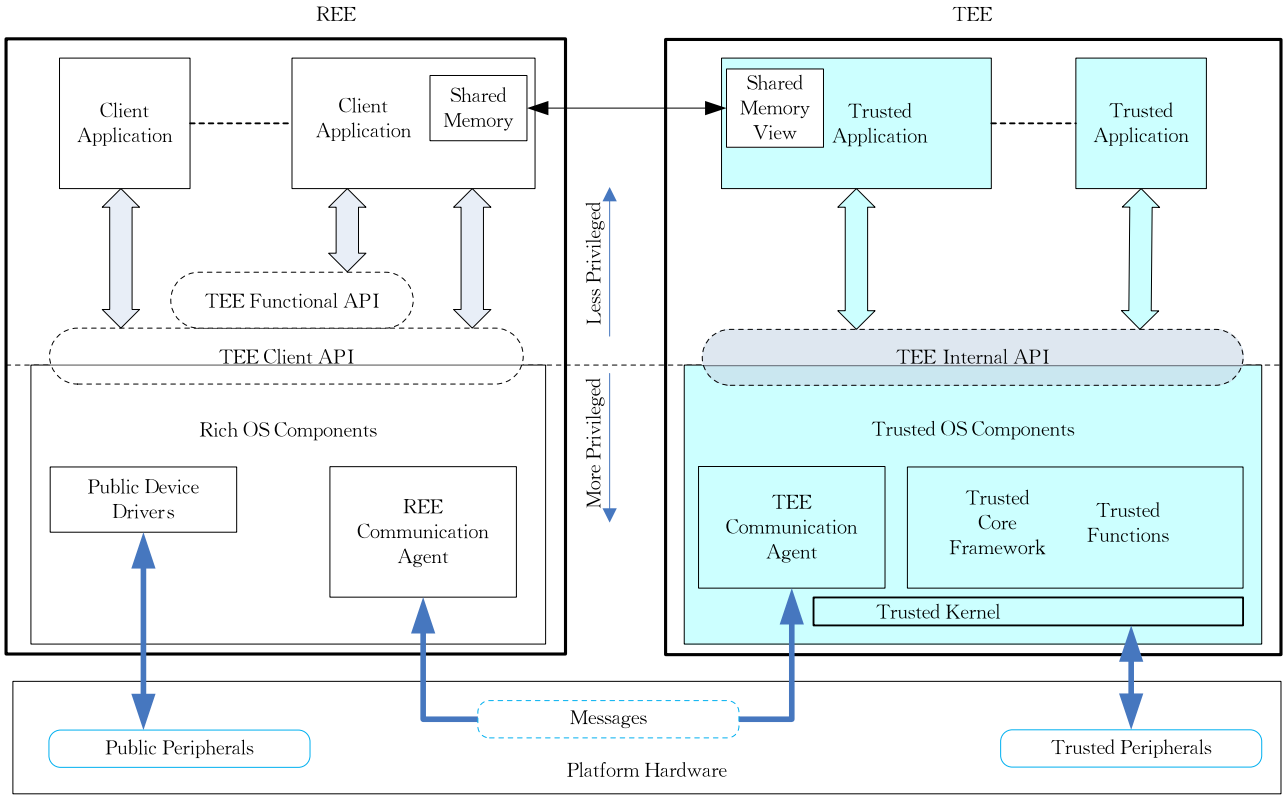 REE
TEE
Client
Application
Client
Application
Shared
Memory
Shared
Memory
View
Trusted
Application
Trusted
Application
Less Privileged
TEE Functional API
TEE Client API
TEE Internal API
More Privileged
Rich OS Components
Trusted OS Components
Public Device
Drivers
REE
Communication
Agent
TEE
Communication
Agent
Trusted
Core
Framework
Trusted
Functions
Trusted Kernel
Messages
Public Peripherals
Trusted Peripherals
Platform Hardware